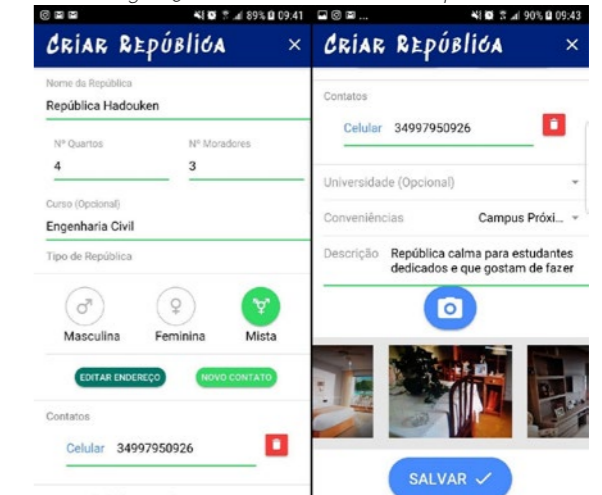 89% 09:41
CRIAR REPÚBLICA ×
Nome da República
República Hadouken
Nº Quartos
Nº Moradores
4
3
Curso (Opcional)
Engenharia Civil
Tipo de República
Masculina
Feminina
Mista
EDITAR ENDEREÇO
NOVO CONTATO
Contatos
Celular 34997950926
... 90% 09:43
CRIAR REPÚBLICA ×
Contatos
Celular 34997950926
Universidade (Opcional)
Conveniências Campus Próxi...
Descrição República calma para estudantes
dedicados e que gostam de fazer
SALVAR